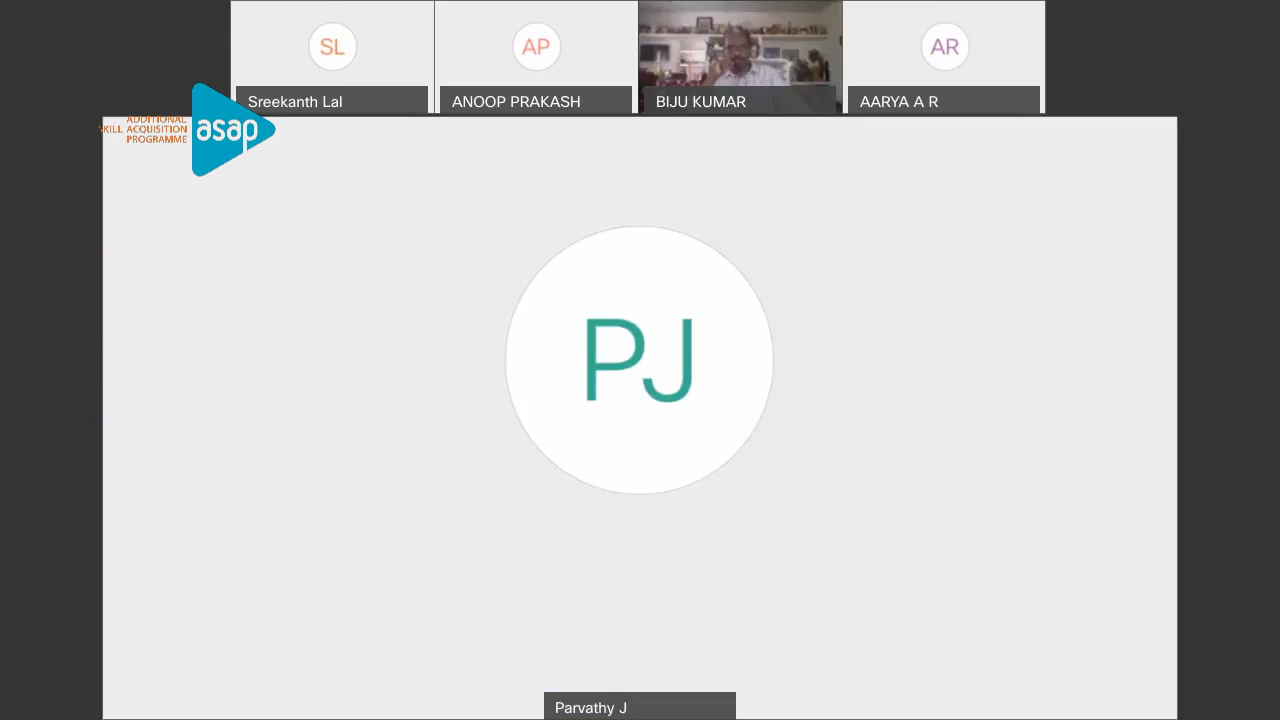 SL
AP
AR
Sreekanth Lal
ANOOP PRAKASH
BIJU KUMAR
AARYA A R
ADDITIONAL
KILL ACQUISITION
PROGRAMME
asap
PJ
Parvathy J